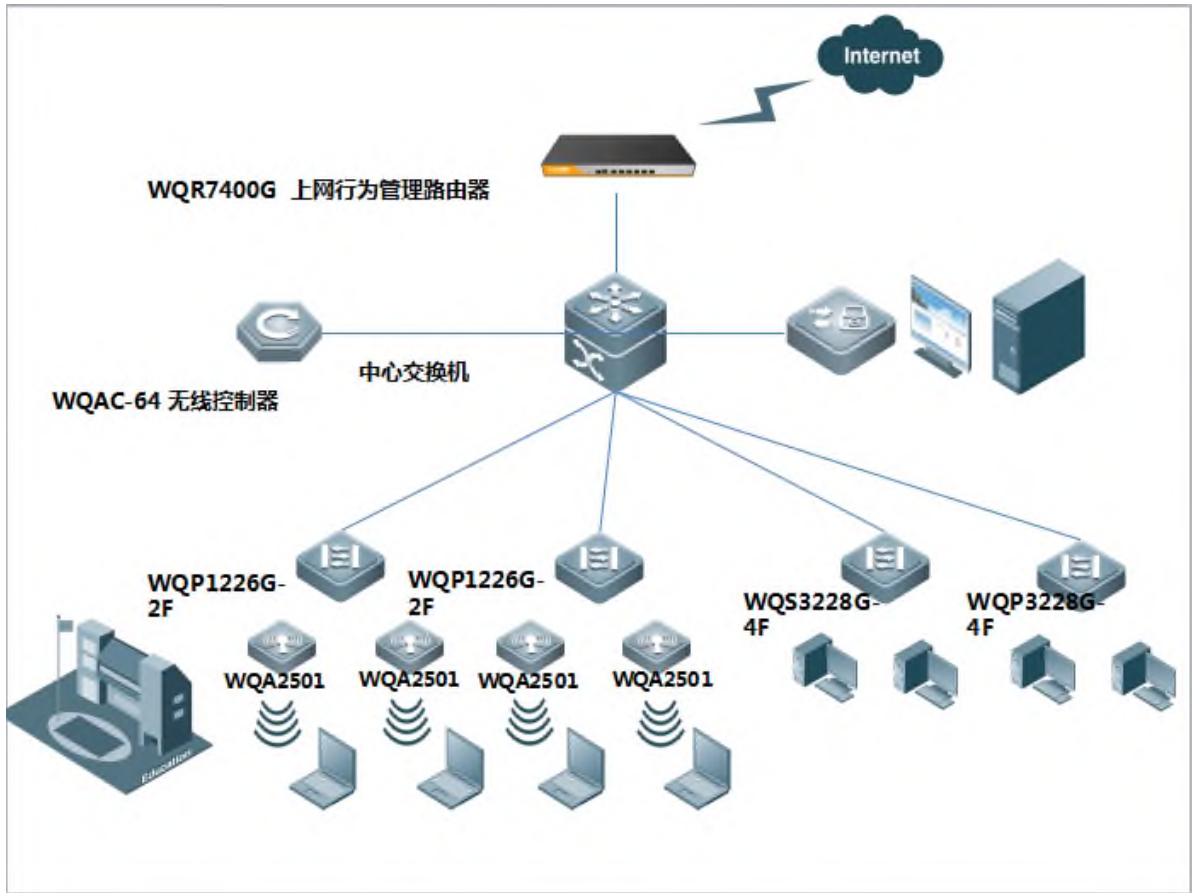 Internet
WQR7400G 上网行为管理路由器
中心交换机
WQAC-64 无线控制器
WQP1226G-
2F
WQP1226G-
2F
WQS3228G-
4F
WQP3228G-
4F
WQA2501
WQA2501
WQA2501
WQA2501
Education